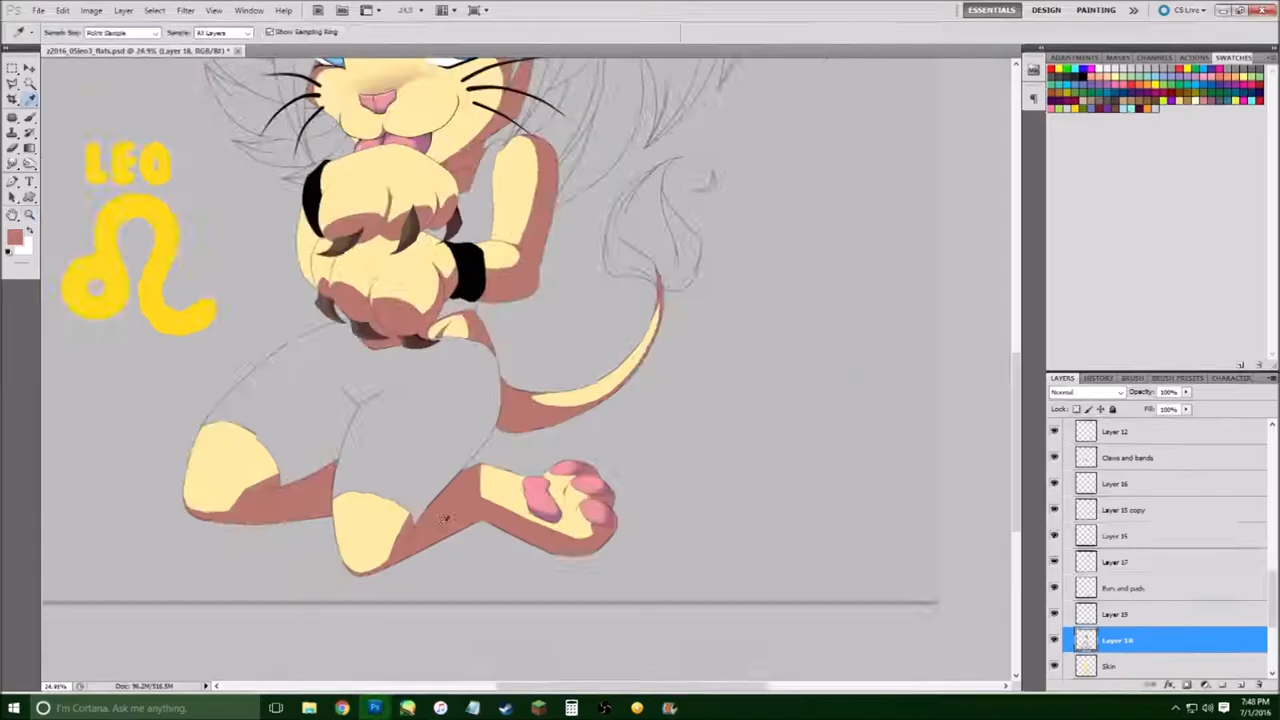 File Edit Image Layer Select Filter View Window Help
ESSENTIALS DESIGN PAINTING CS Live
Sample Size: Point Sample Sample: All Layers Show Sampling Ring
z2016_05leo3_flats.psd @ 24.9% (Layer 18, RGB/8#) *
ADJUSTMENTS MASKS CHANNELS ACTIONS SWATCHES
LEO
LAYERS HISTORY BRUSH BRUSH PRESETS CHARACTER
Normal Opacity: 100%
Lock: Fill: 100%
Layer 12
Claws and bands
Layer 16
Layer 15 copy
Layer 15
Layer 17
Ears and pads
Layer 19
Layer 18
Skin
24.91% Doc: 96.2M/516.5M
I'm Cortana. Ask me anything.
7:48 PM
7/1/2016